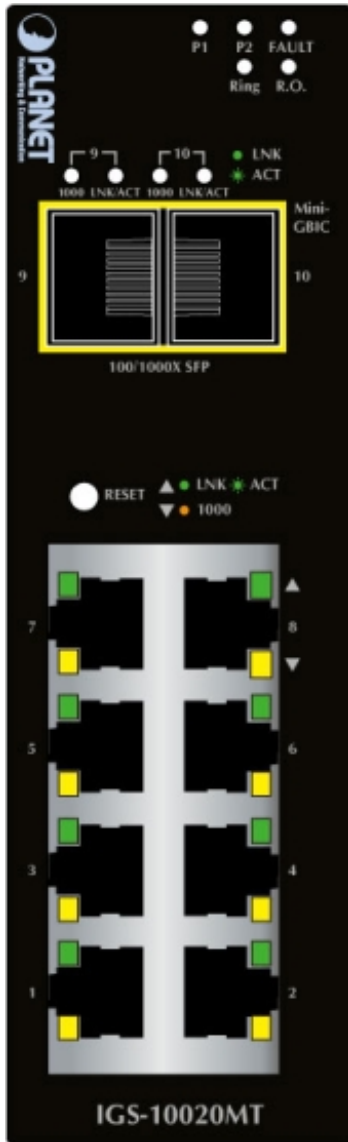 PLANET
Networking & Communication
P1 P2 FAULT
Ring R.O.
9 10 LNK
ACT
1000 LNK/ACT 1000 LNK/ACT
Mini-
GBIC
9 10
100/1000X SFP
RESET LNK ACT
1000
7 8
5 6
3 4
1 2
IGS-10020MT